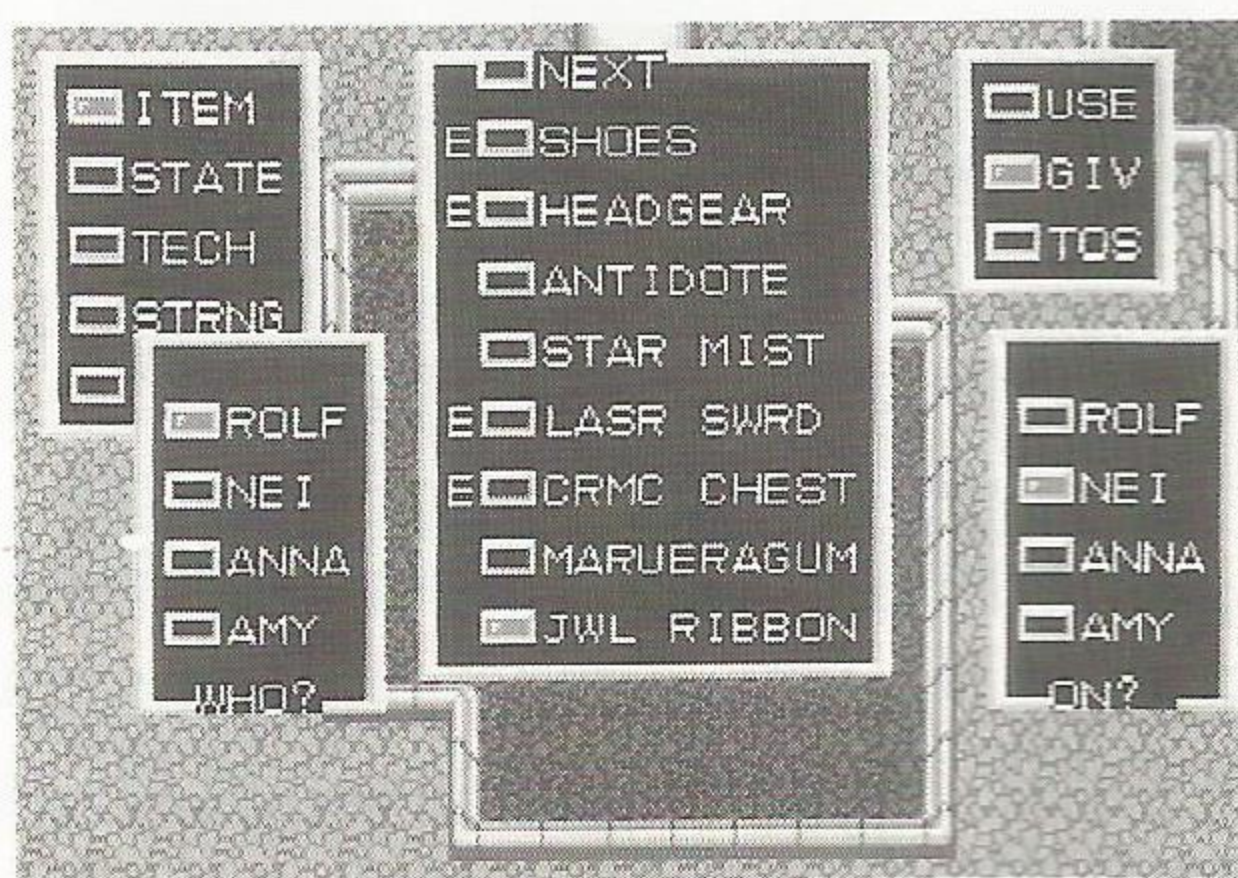 ITEM
STATE
TECH
STRNG
ROLF
NEI
ANNA
AMY
WHO?
NEXT
E SHOES
E HEADGEAR
ANTIDOTE
STAR MIST
E LASR SWRD
E CRMC CHEST
MARUERAGUM
JWL RIBBON
USE
GIV
TOS
ROLF
NEI
ANNA
AMY
ON?